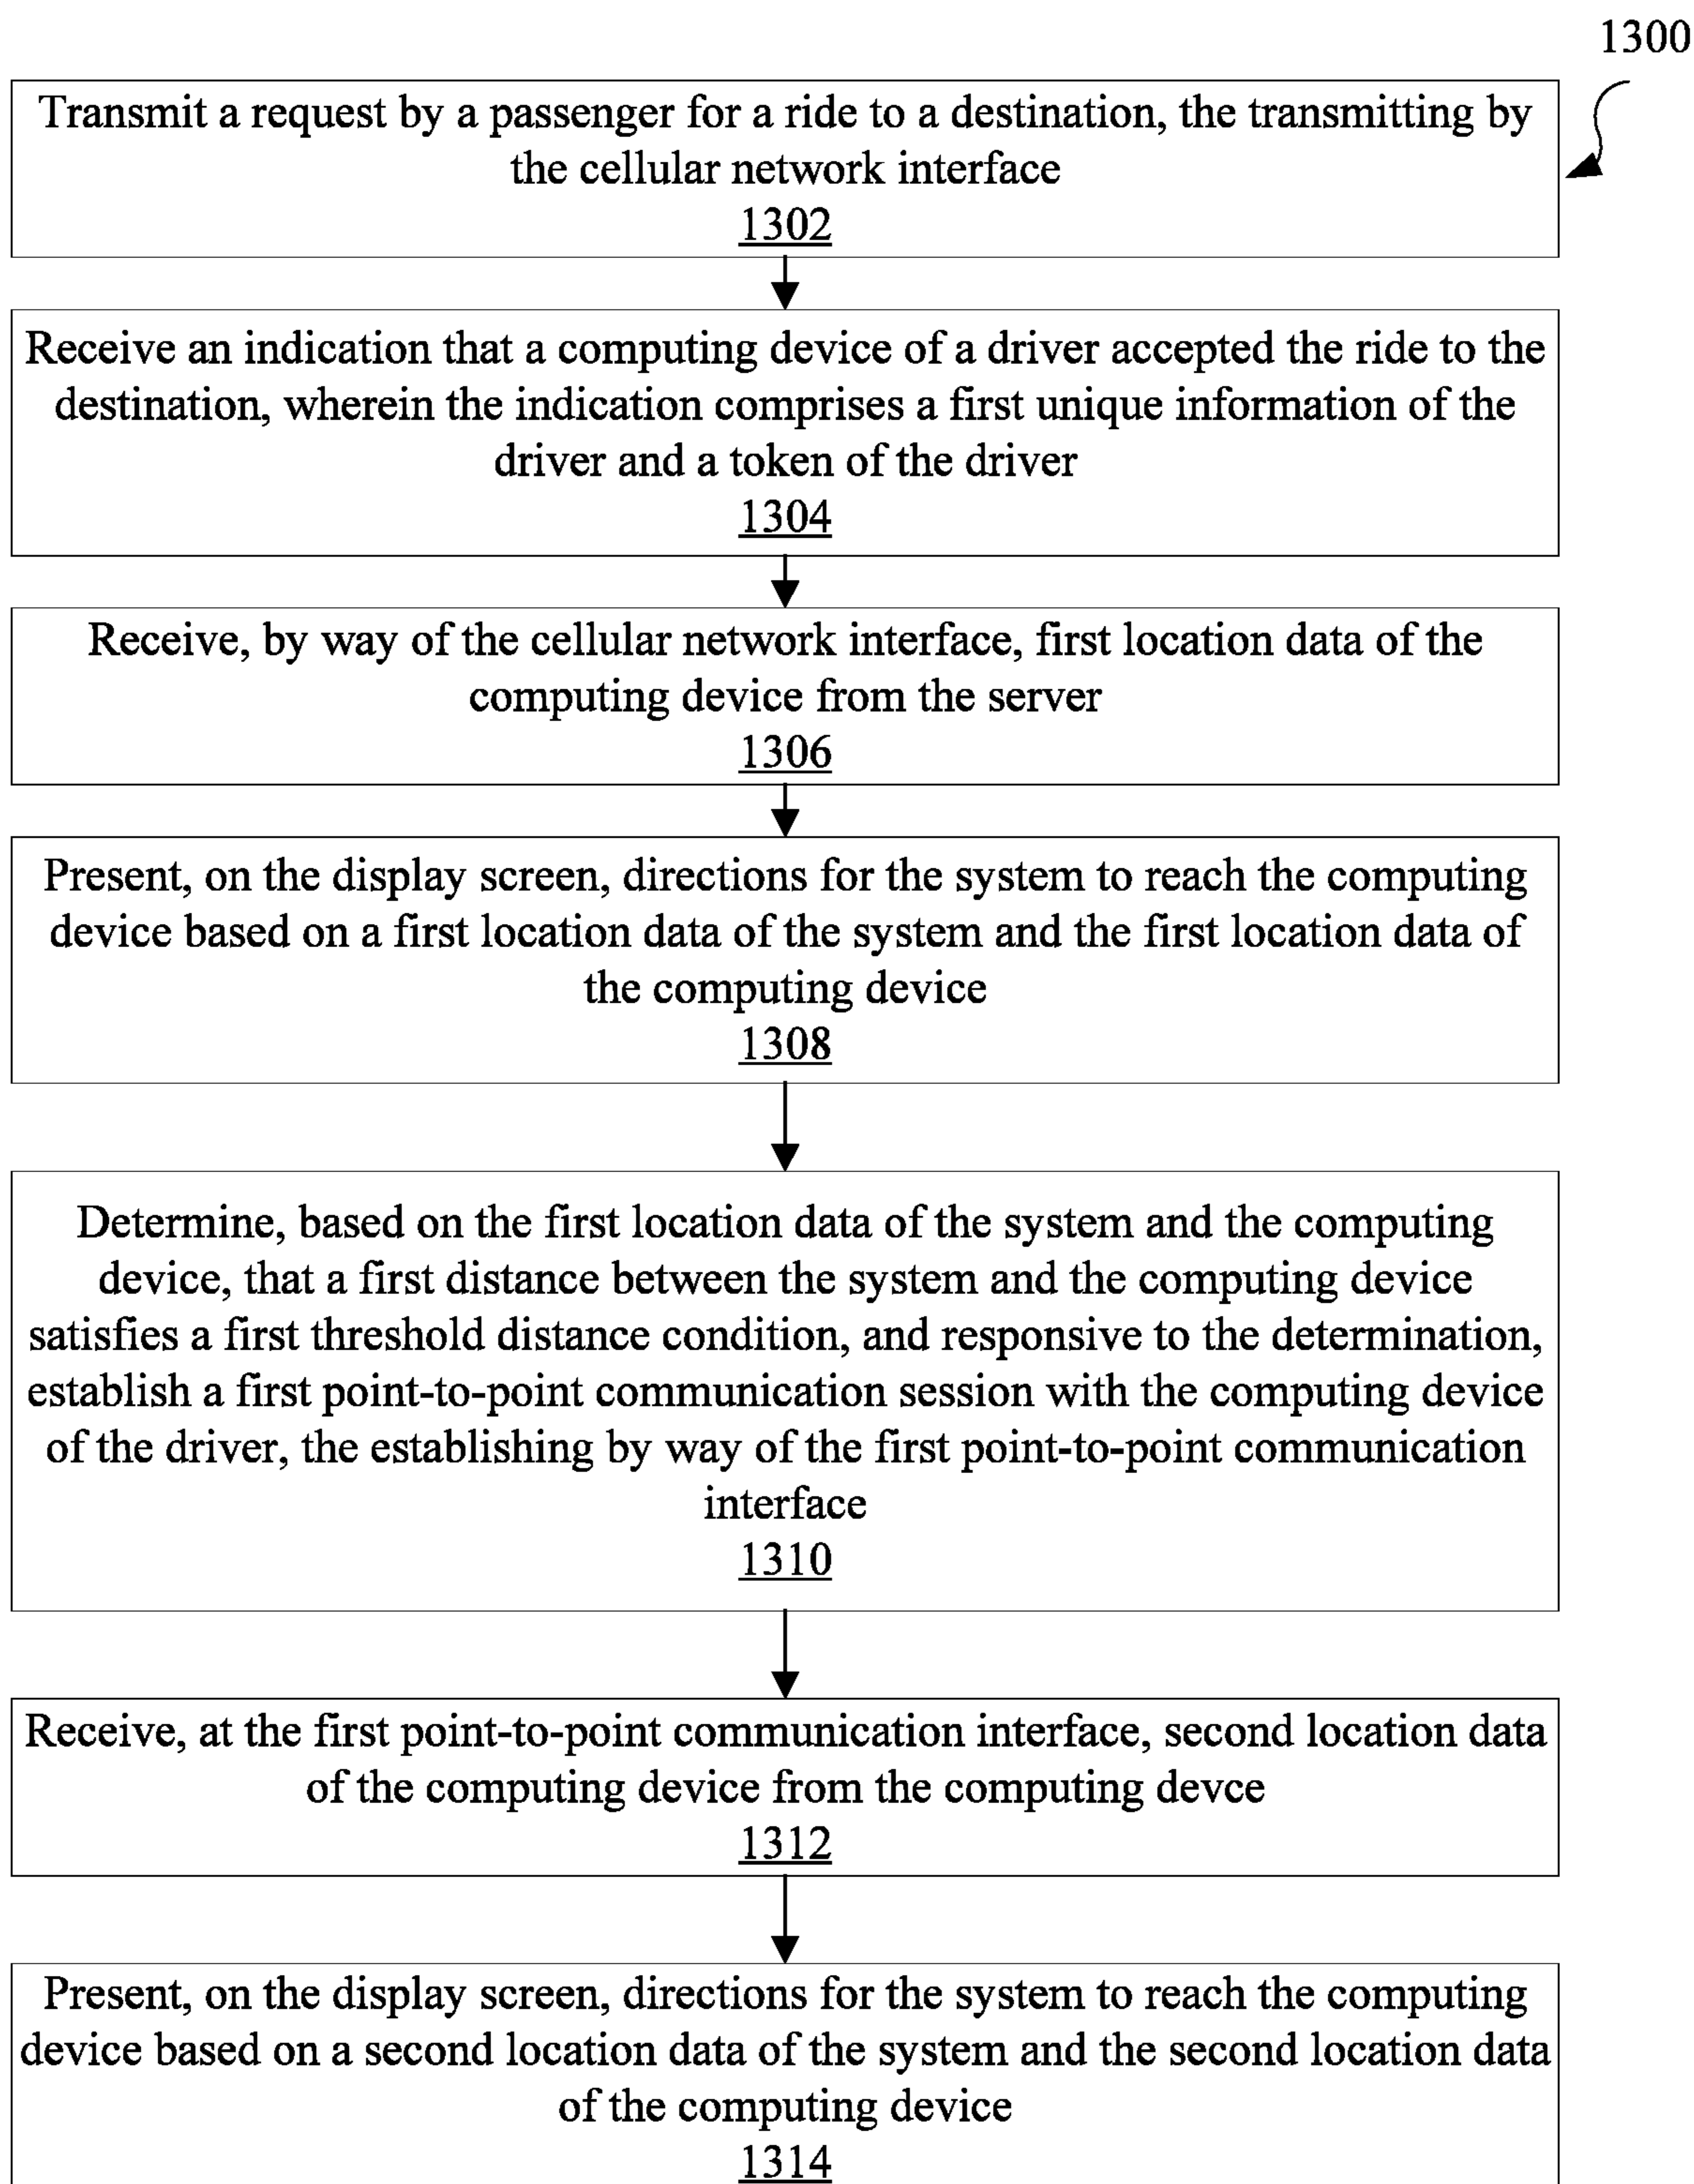 1300
Transmit a request by a passenger for a ride to a destination, the transmitting by
the cellular network interface
1302
Receive an indication that a computing device of a driver accepted the ride to the
destination, wherein the indication comprises a first unique information of the
driver and a token of the driver
1304
Receive, by way of the cellular network interface, first location data of the
computing device from the server
1306
Present, on the display screen, directions for the system to reach the computing
device based on a first location data of the system and the first location data of
the computing device
1308
Determine, based on the first location data of the system and the computing
device, that a first distance between the system and the computing device
satisfies a first threshold distance condition, and responsive to the determination,
establish a first point-to-point communication session with the computing device
of the driver, the establishing by way of the first point-to-point communication
interface
1310
Receive, at the first point-to-point communication interface, second location data
of the computing device from the computing devce
1312
Present, on the display screen, directions for the system to reach the computing
device based on a second location data of the system and the second location data
of the computing device
1314